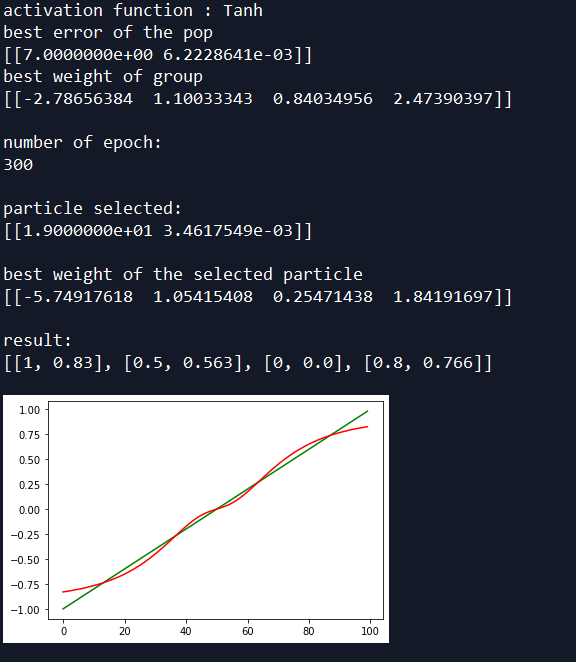 activation function : Tanh
best error of the pop
[[7.0000000e+00 6.2228641e-03]]
best weight of group
[[-2.78656384  1.10033343  0.84034956  2.47390397]]
number of epoch:
300
particle selected:
[[1.9000000e+01 3.4617549e-03]]
best weight of the selected particle
[[-5.74917618  1.05415408  0.25471438  1.84191697]]
result:
[[1, 0.83], [0.5, 0.563], [0, 0.0], [0.8, 0.766]]
1.00
0.75
0.50
0.25
0.00
−0.25
−0.50
−0.75
−1.00
0 20 40 60 80 100